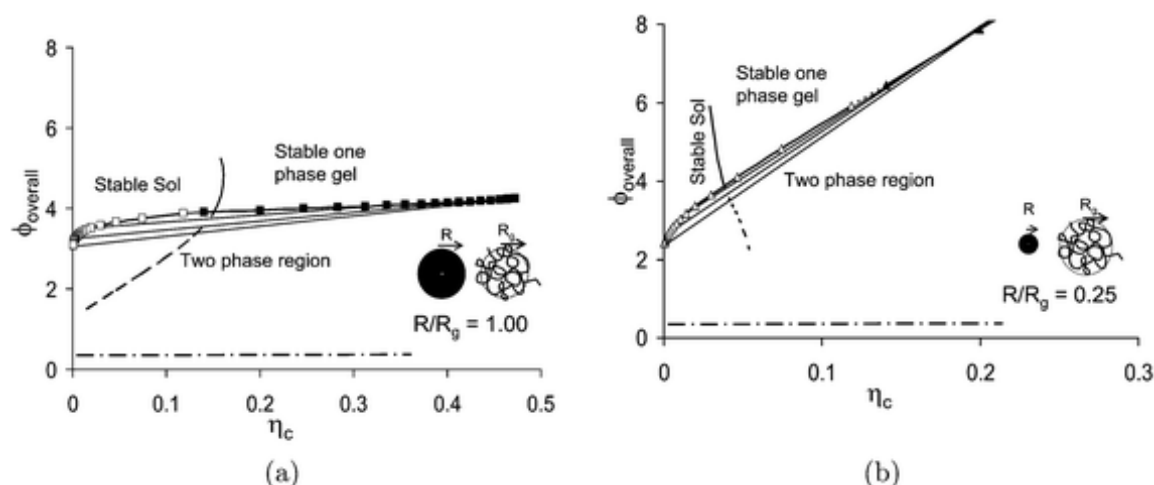 8
6
4
2
0
ϕoverall
Stable Sol
Stable one
phase gel
Two phase region
R
Rg
R/Rg = 1.00
0
0.1
0.2
0.3
0.4
0.5
ηc
(a)
8
6
4
2
0
ϕoverall
Stable Sol
Stable one
phase gel
Two phase region
R
Rg
R/Rg = 0.25
0
0.1
0.2
0.3
ηc
(b)